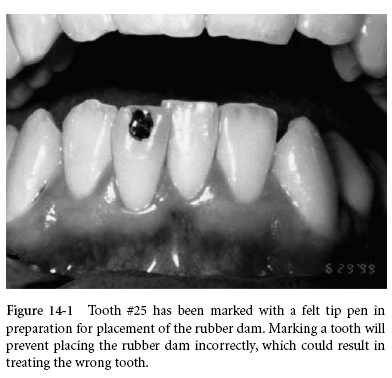 6 29 '99
Figure 14-1 Tooth #25 has been marked with a felt tip pen in
preparation for placement of the rubber dam. Marking a tooth will
prevent placing the rubber dam incorrectly, which could result in
treating the wrong tooth.